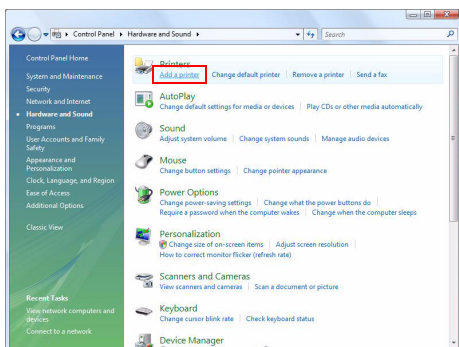 Control Panel ▸ Hardware and Sound ▸
Search
Control Panel Home
System and Maintenance
Security
Network and Internet
Hardware and Sound
Programs
User Accounts and Family
Safety
Appearance and
Personalization
Clock, Language, and Region
Ease of Access
Additional Options
Classic View
Recent Tasks
View network computers and
devices
Connect to a network
Printers
Add a printer Change default printer Remove a printer Send a fax
AutoPlay
Change default settings for media or devices Play CDs or other media automatically
Sound
Adjust system volume Change system sounds Manage audio devices
Mouse
Change button settings Change pointer appearance
Power Options
Change power-saving settings Change what the power buttons do
Require a password when the computer wakes Change when the computer sleeps
Personalization
Change size of on-screen items Adjust screen resolution
How to correct monitor flicker (refresh rate)
Scanners and Cameras
View scanners and cameras Scan a document or picture
Keyboard
Change cursor blink rate Check keyboard status
Device Manager